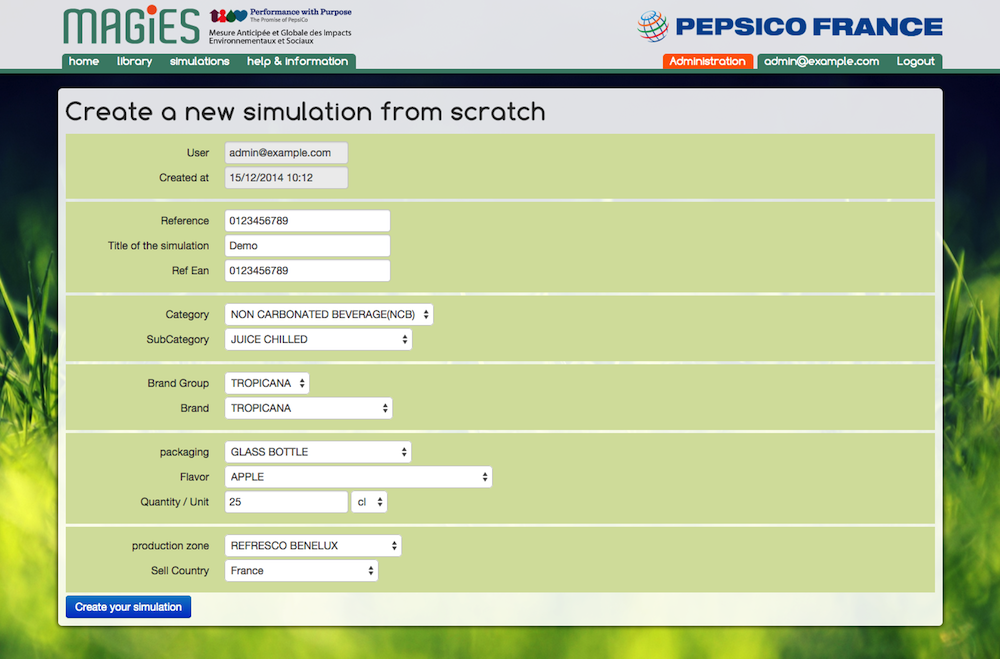 MAGiES
Performance with Purpose
The Promise of PepsiCo
Mesure Anticipée et Globale des Impacts
Environnementaux et Sociaux
PEPSICO FRANCE
home library simulations help & information
Administration admin@example.com Logout
Create a new simulation from scratch
User admin@example.com
Created at 15/12/2014 10:12
Reference 0123456789
Title of the simulation Demo
Ref Ean 0123456789
Category NON CARBONATED BEVERAGE(NCB)
SubCategory JUICE CHILLED
Brand Group TROPICANA
Brand TROPICANA
packaging GLASS BOTTLE
Flavor APPLE
Quantity / Unit 25 cl
production zone REFRESCO BENELUX
Sell Country France
Create your simulation